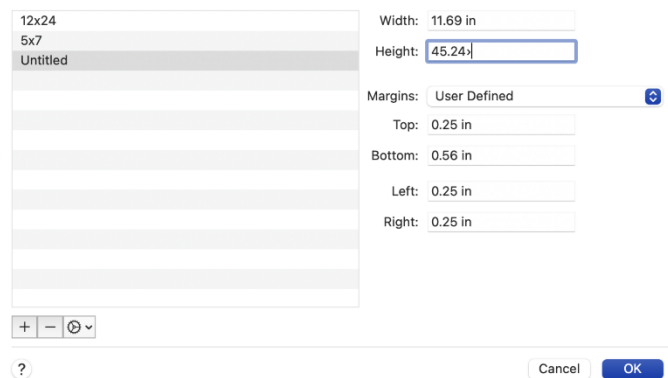 12x24
5x7
Untitled
Width: 11.69 in
Height: 45.24›
Margins: User Defined
Top: 0.25 in
Bottom: 0.56 in
Left: 0.25 in
Right: 0.25 in
+ −
? Cancel OK